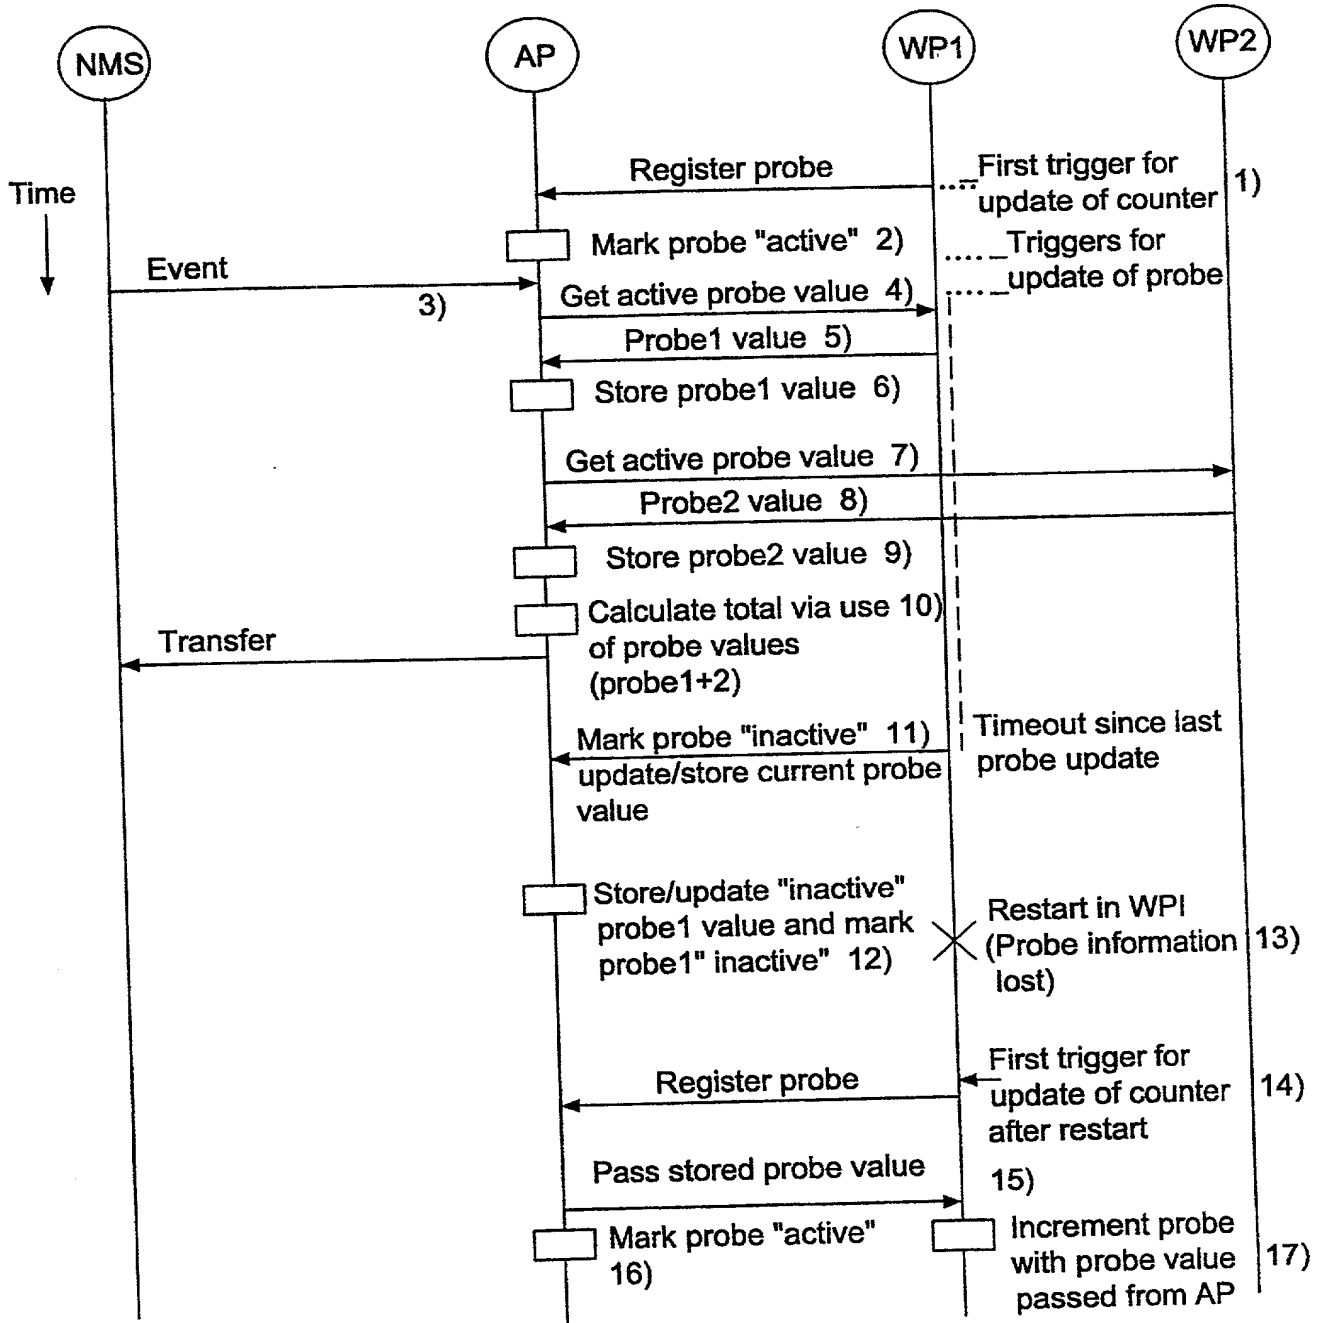 NMS
AP
WP1
WP2
Time
Register probe
First trigger for
update of counter
1)
Mark probe "active" 2)
Triggers for
update of probe
Event
3)
Get active probe value 4)
Probe1 value 5)
Store probe1 value 6)
Get active probe value 7)
Probe2 value 8)
Store probe2 value 9)
Calculate total via use 10)
of probe values
(probe1+2)
Transfer
Mark probe "inactive" 11)
update/store current probe
value
Timeout since last
probe update
Store/update "inactive"
probe1 value and mark
probe1" inactive" 12)
Restart in WPI
(Probe information
lost)
13)
Register probe
First trigger for
update of counter
after restart
14)
Pass stored probe value
15)
Mark probe "active"
16)
Increment probe
with probe value
passed from AP
17)